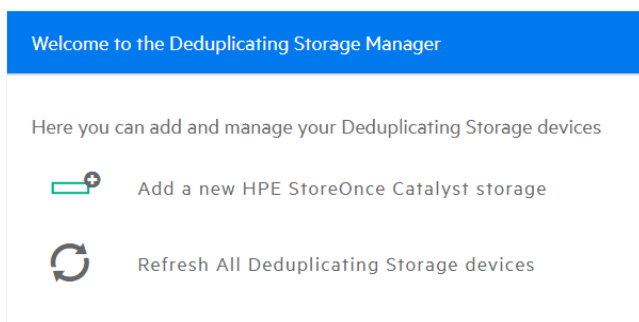 Welcome to the Deduplicating Storage Manager
Here you can add and manage your Deduplicating Storage devices
Add a new HPE StoreOnce Catalyst storage
Refresh All Deduplicating Storage devices